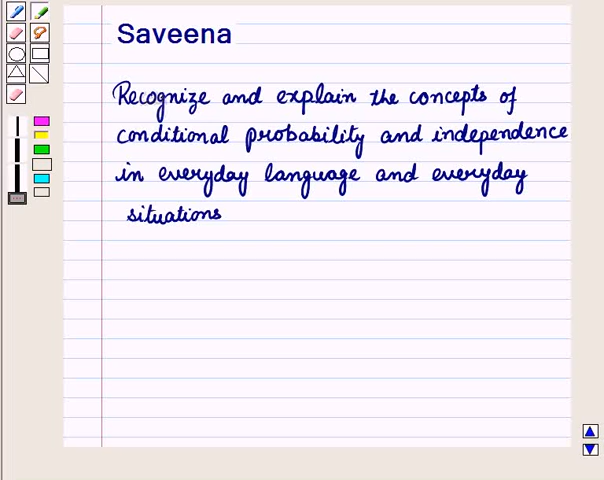 Saveena
Recognize and explain the concepts of
conditional probability and independence
in everyday language and everyday
situations